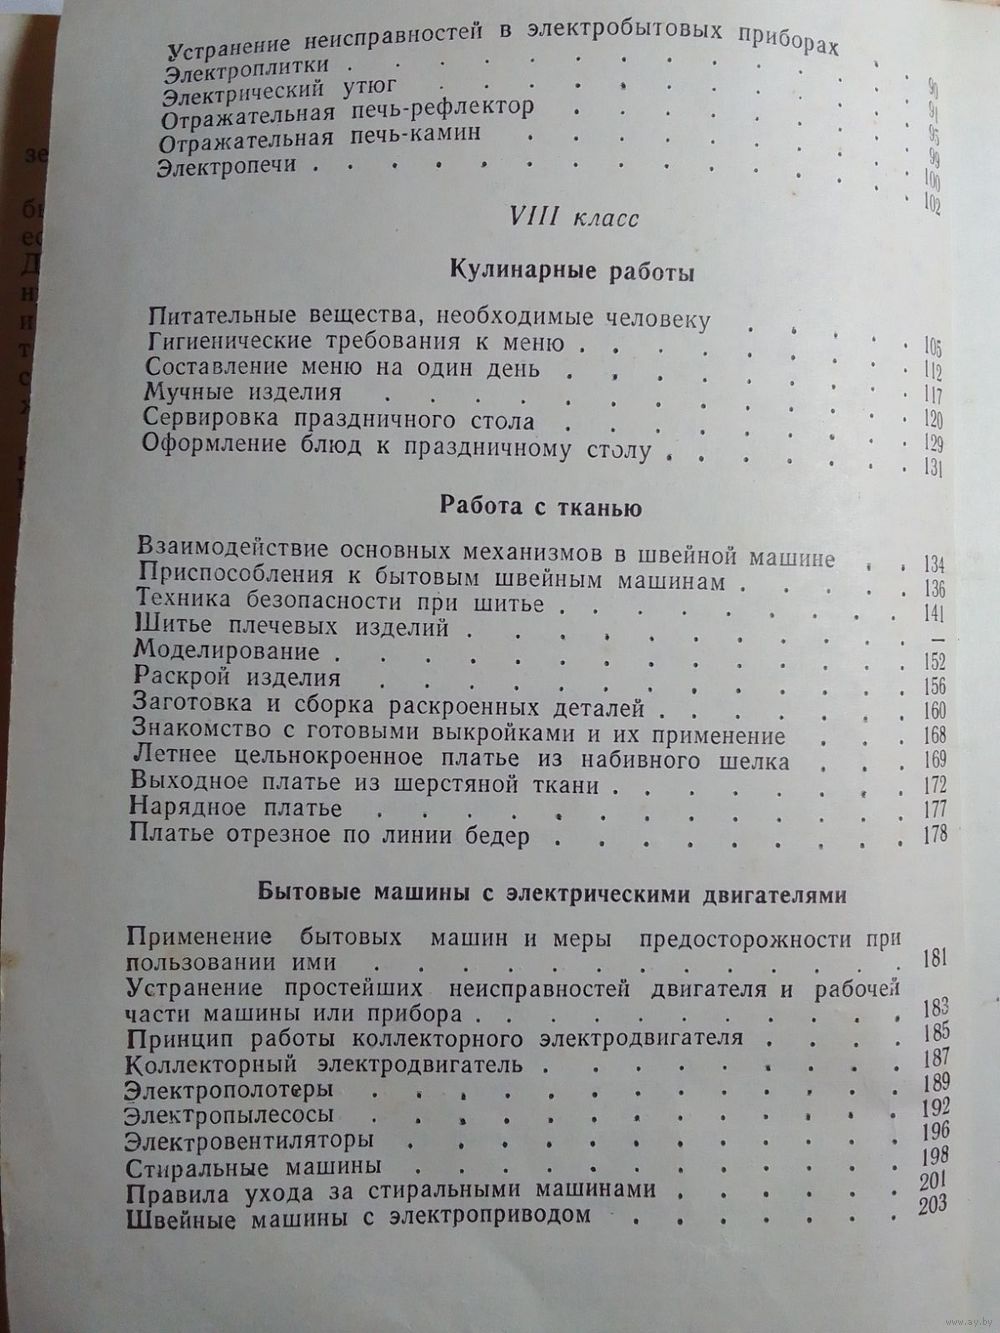 Устранение неисправностей в электробытовых приборах . . 90
Электроплитки . . . . . . . . . . . . . 91
Электрический утюг . . . . . . . . . . . 95
Отражательная печь-рефлектор . . . . . . . . 99
Отражательная печь-камин . . . . . . . . . 100
Электропечи . . . . . . . . . . . . . . 102
VIII класс
Кулинарные работы
Питательные вещества, необходимые человеку . . . . . 105
Гигиенические требования к меню . . . . . . . . 112
Составление меню на один день . . . . . . . . 117
Мучные изделия . . . . . . . . . . . . 120
Сервировка праздничного стола . . . . . . . . 129
Оформление блюд к праздничному столу . . . . . . 131
Работа с тканью
Взаимодействие основных механизмов в швейной машине . . 134
Приспособления к бытовым швейным машинам . . . . . 136
Техника безопасности при шитье . . . . . . . . 141
Шитье плечевых изделий . . . . . . . . . . —
Моделирование . . . . . . . . . . . . . 152
Раскрой изделия . . . . . . . . . . . . 156
Заготовка и сборка раскроенных деталей . . . . . . 160
Знакомство с готовыми выкройками и их применение . . . 168
Летнее цельнокроенное платье из набивного шелка . . . 169
Выходное платье из шерстяной ткани . . . . . . . 172
Нарядное платье . . . . . . . . . . . . 177
Платье отрезное по линии бедер . . . . . . . . 178
Бытовые машины с электрическими двигателями
Применение бытовых машин и меры предосторожности при
пользовании ими . . . . . . . . . . . . 181
Устранение простейших неисправностей двигателя и рабочей
части машины или прибора . . . . . . . . . . 183
Принцип работы коллекторного электродвигателя . . . . 185
Коллекторный электродвигатель . . . . . . . . 187
Электрополотеры . . . . . . . . . . . . 189
Электропылесосы . . . . . . . . . . . . 192
Электровентиляторы . . . . . . . . . . . 196
Стиральные машины . . . . . . . . . . . 198
Правила ухода за стиральными машинами . . . . . . 201
Швейные машины с электроприводом . . . . . . . 203
www.ay.by